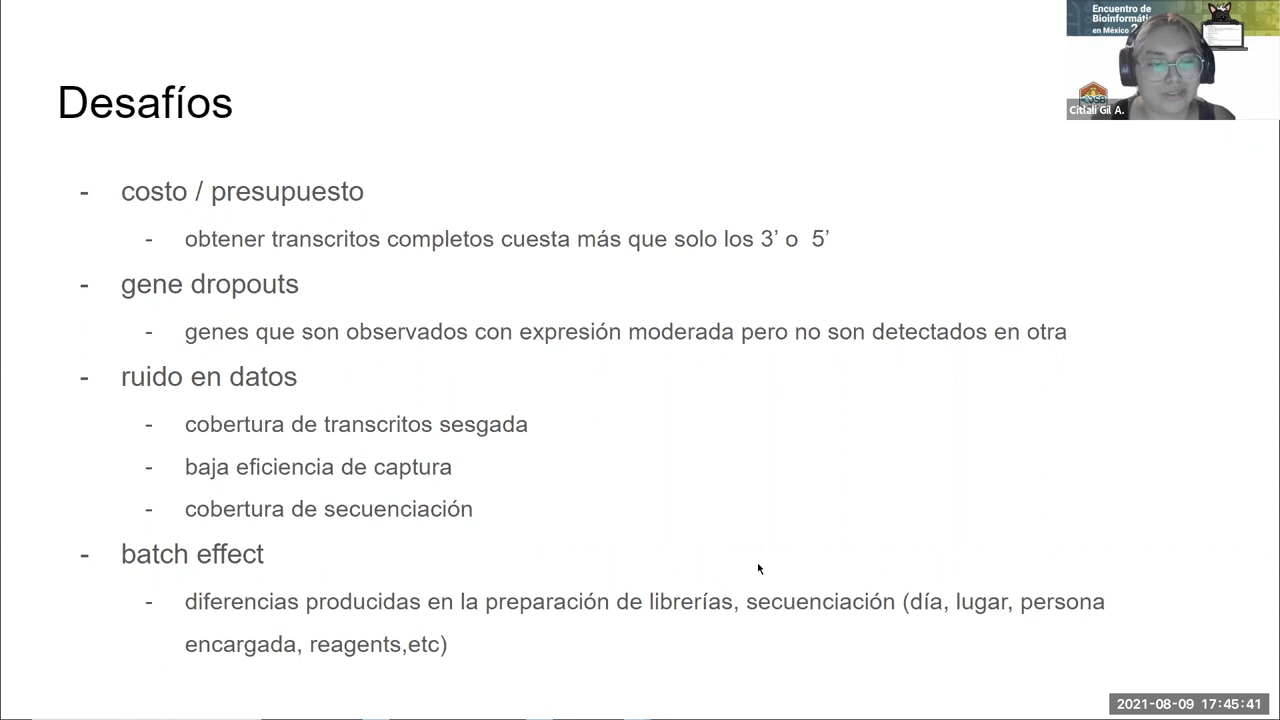 Encuentro de
Bioinformáti
en México 2
Citlali Gil A.
Desafíos
- costo / presupuesto
- obtener transcritos completos cuesta más que solo los 3’ o 5’
- gene dropouts
- genes que son observados con expresión moderada pero no son detectados en otra
- ruido en datos
- cobertura de transcritos sesgada
- baja eficiencia de captura
- cobertura de secuenciación
- batch effect
- diferencias producidas en la preparación de librerías, secuenciación (día, lugar, persona
encargada, reagents,etc)
2021-08-09 17:45:41